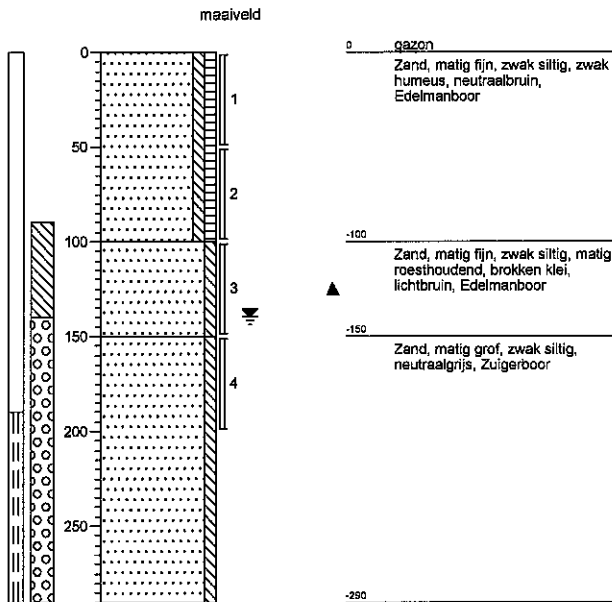 maaiveld
0
50
100
150
200
250
1
2
3
4
0 gazon
Zand, matig fijn, zwak siltig, zwak
humeus, neutraalbruin,
Edelmanboor
-100
Zand, matig fijn, zwak siltig, matig
roesthoudend, brokken klei,
lichtbruin, Edelmanboor
-150
Zand, matig grof, zwak siltig,
neutraalgrijs, Zuigerboor
-290